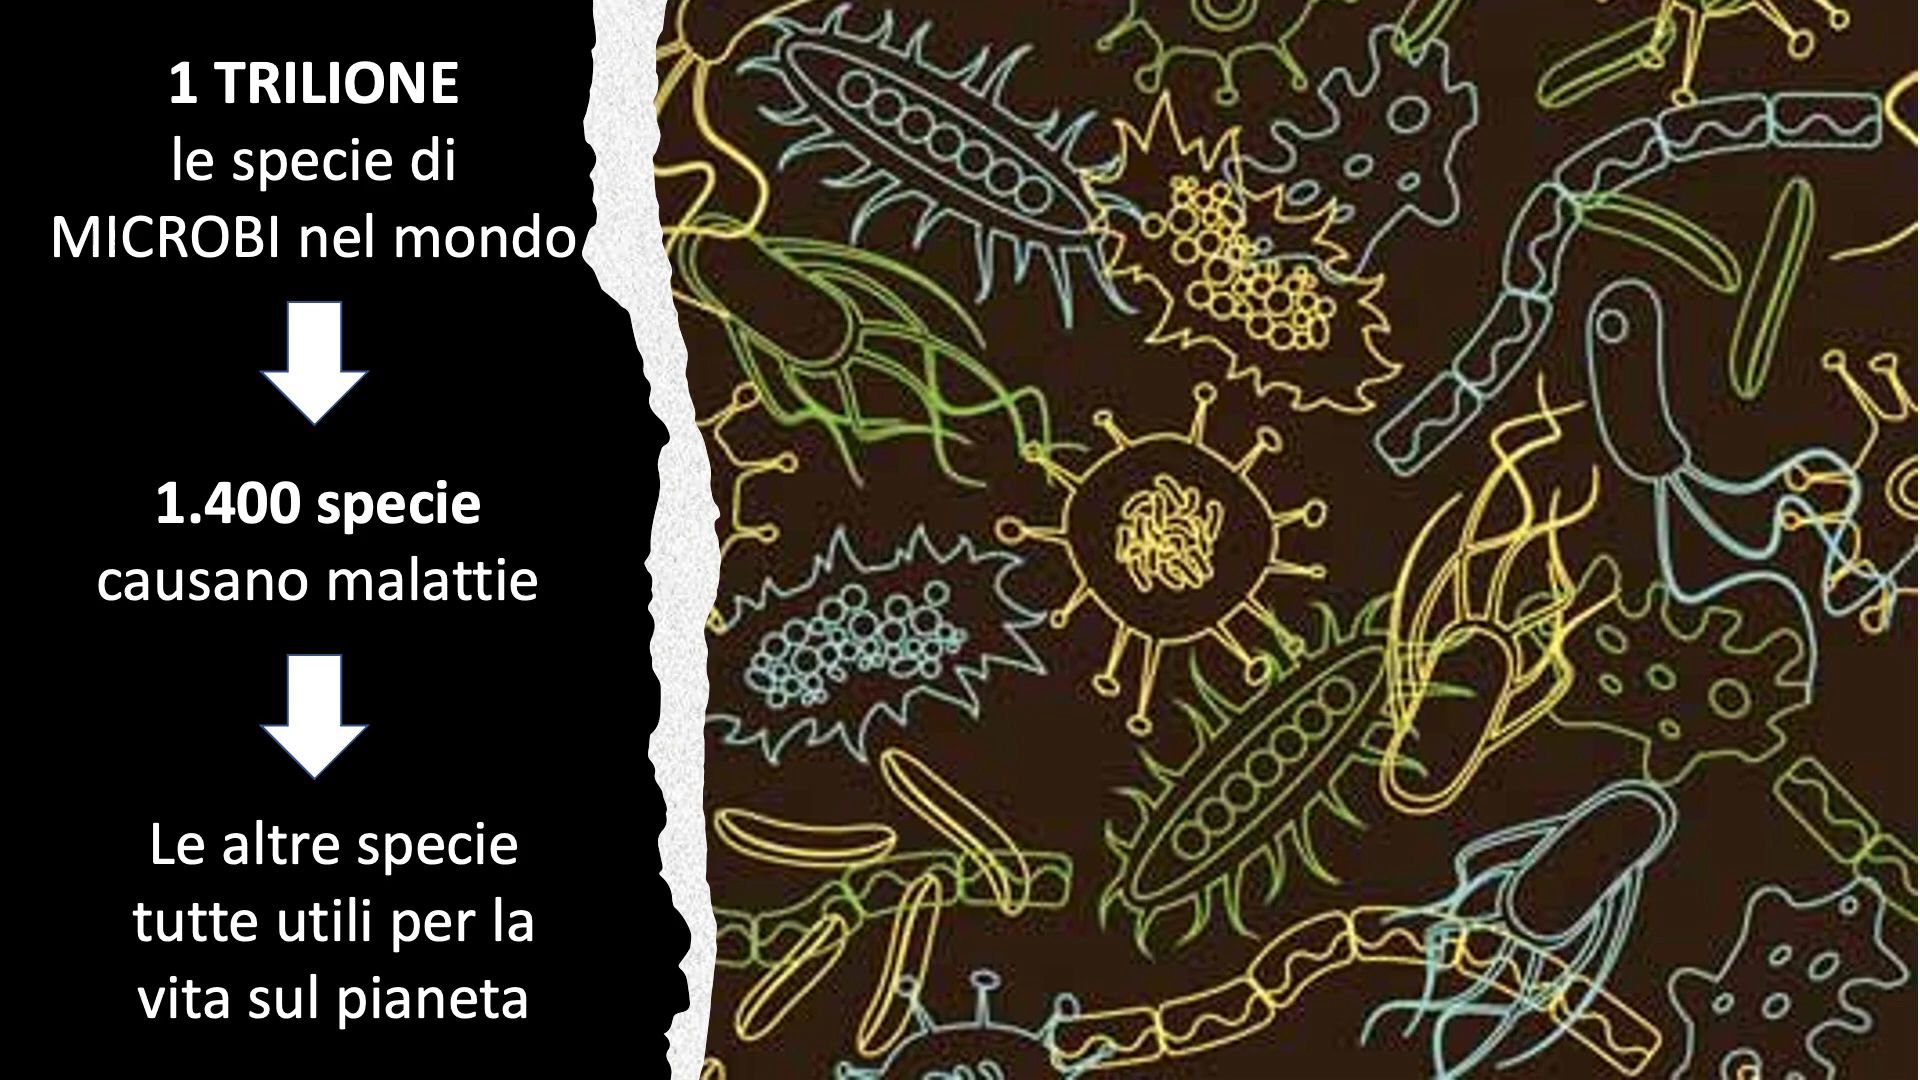 1 TRILIONE
le specie di
MICROBI nel mondo
1.400 specie
causano malattie
Le altre specie
tutte utili per la
vita sul pianeta